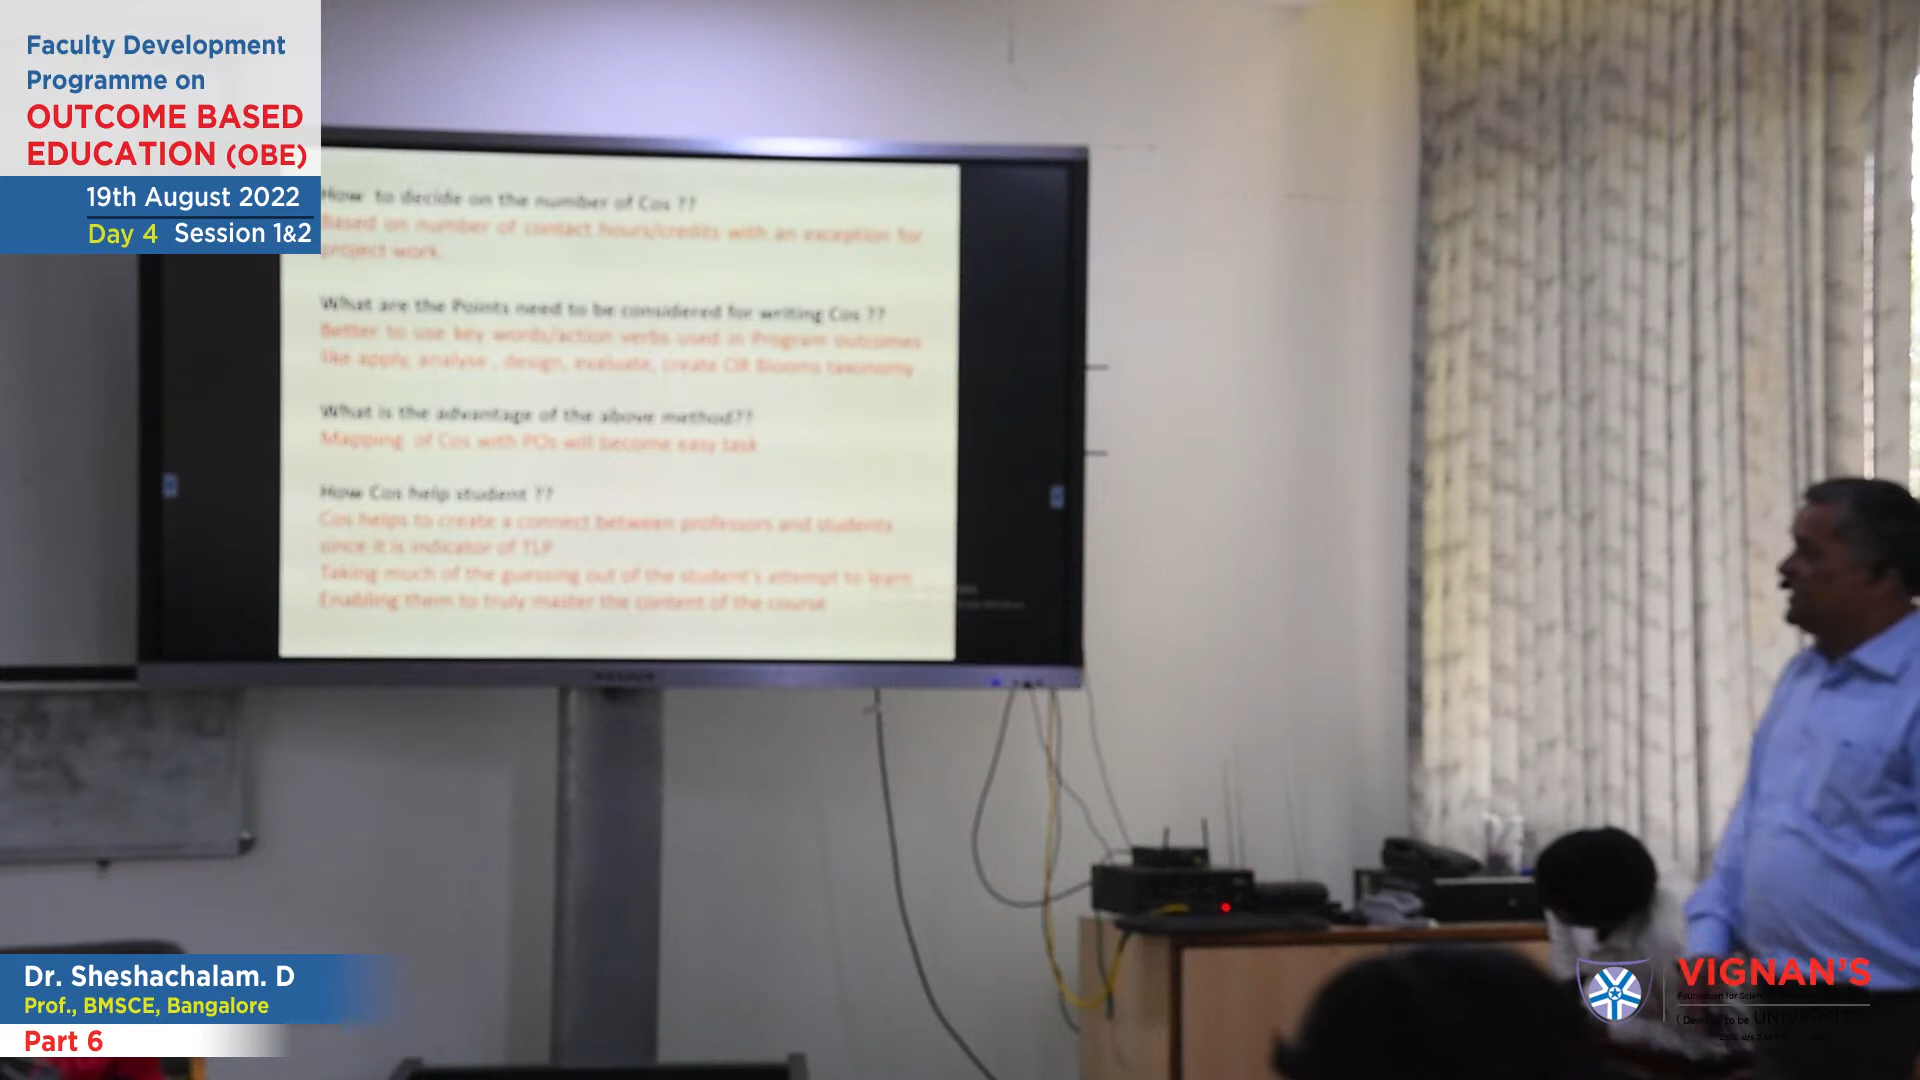 Faculty Development
Programme on
OUTCOME BASED
EDUCATION (OBE)
19th August 2022
Day 4 Session 1&2
How to decide on the number of Cos ??
Based on number of contact hours/credits with an exception for
project work.
What are the Points need to be considered for writing Cos ??
Better to use key words/action verbs used in Program outcomes
like apply, analyse , design, evaluate, create OR Blooms taxonomy
What is the advantage of the above method??
Mapping of Cos with POs will become easy task
How Cos help student ??
Cos helps to create a connect between professors and students
since it is indicator of TLP
Taking much of the guessing out of the student's attempt to learn
Enabling them to truly master the content of the course
Dr. Sheshachalam. D
Prof., BMSCE, Bangalore
Part 6
VIGNAN'S
Foundation for
to be